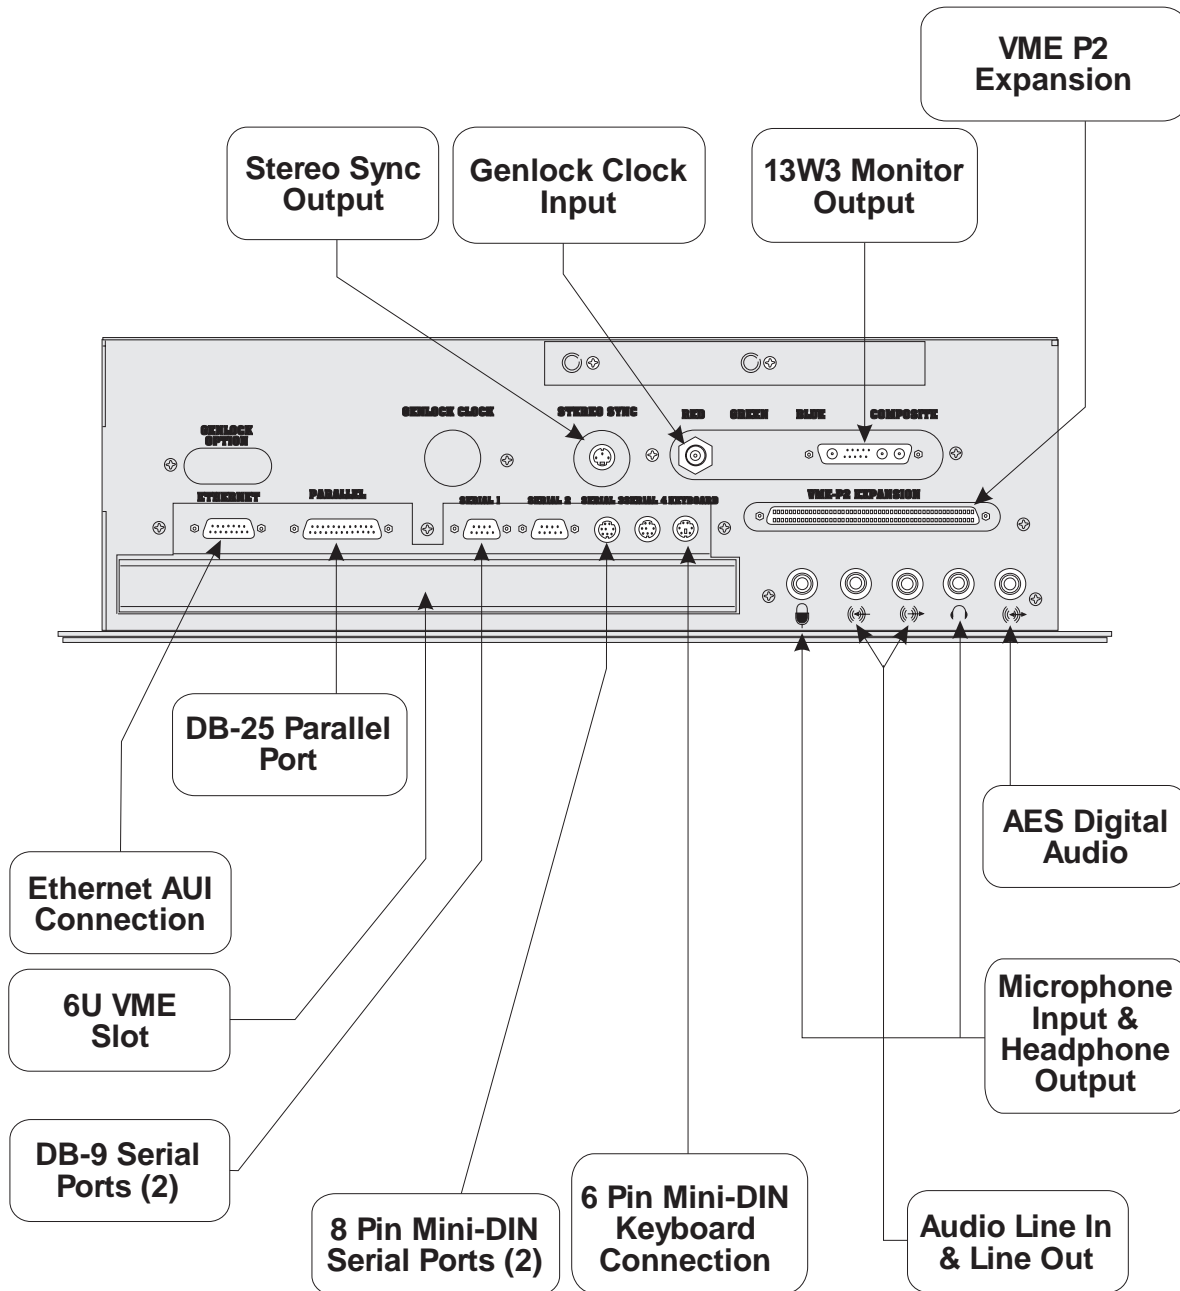 VME P2
Expansion
Stereo Sync
Output
Genlock Clock
Input
13W3 Monitor
Output
GENLOCK CLOCK
STEREO SYNC
RED
GREEN
BLUE
COMPOSITE
GENLOCK
OPTION
ETHERNET
PARALLEL
SERIAL 1
SERIAL 2
SERIAL 3
SERIAL 4
KEYBOARD
VME-P2 EXPANSION
DB-25 Parallel
Port
AES Digital
Audio
Ethernet AUI
Connection
6U VME
Slot
Microphone
Input &
Headphone
Output
DB-9 Serial
Ports (2)
8 Pin Mini-DIN
Serial Ports (2)
6 Pin Mini-DIN
Keyboard
Connection
Audio Line In
& Line Out